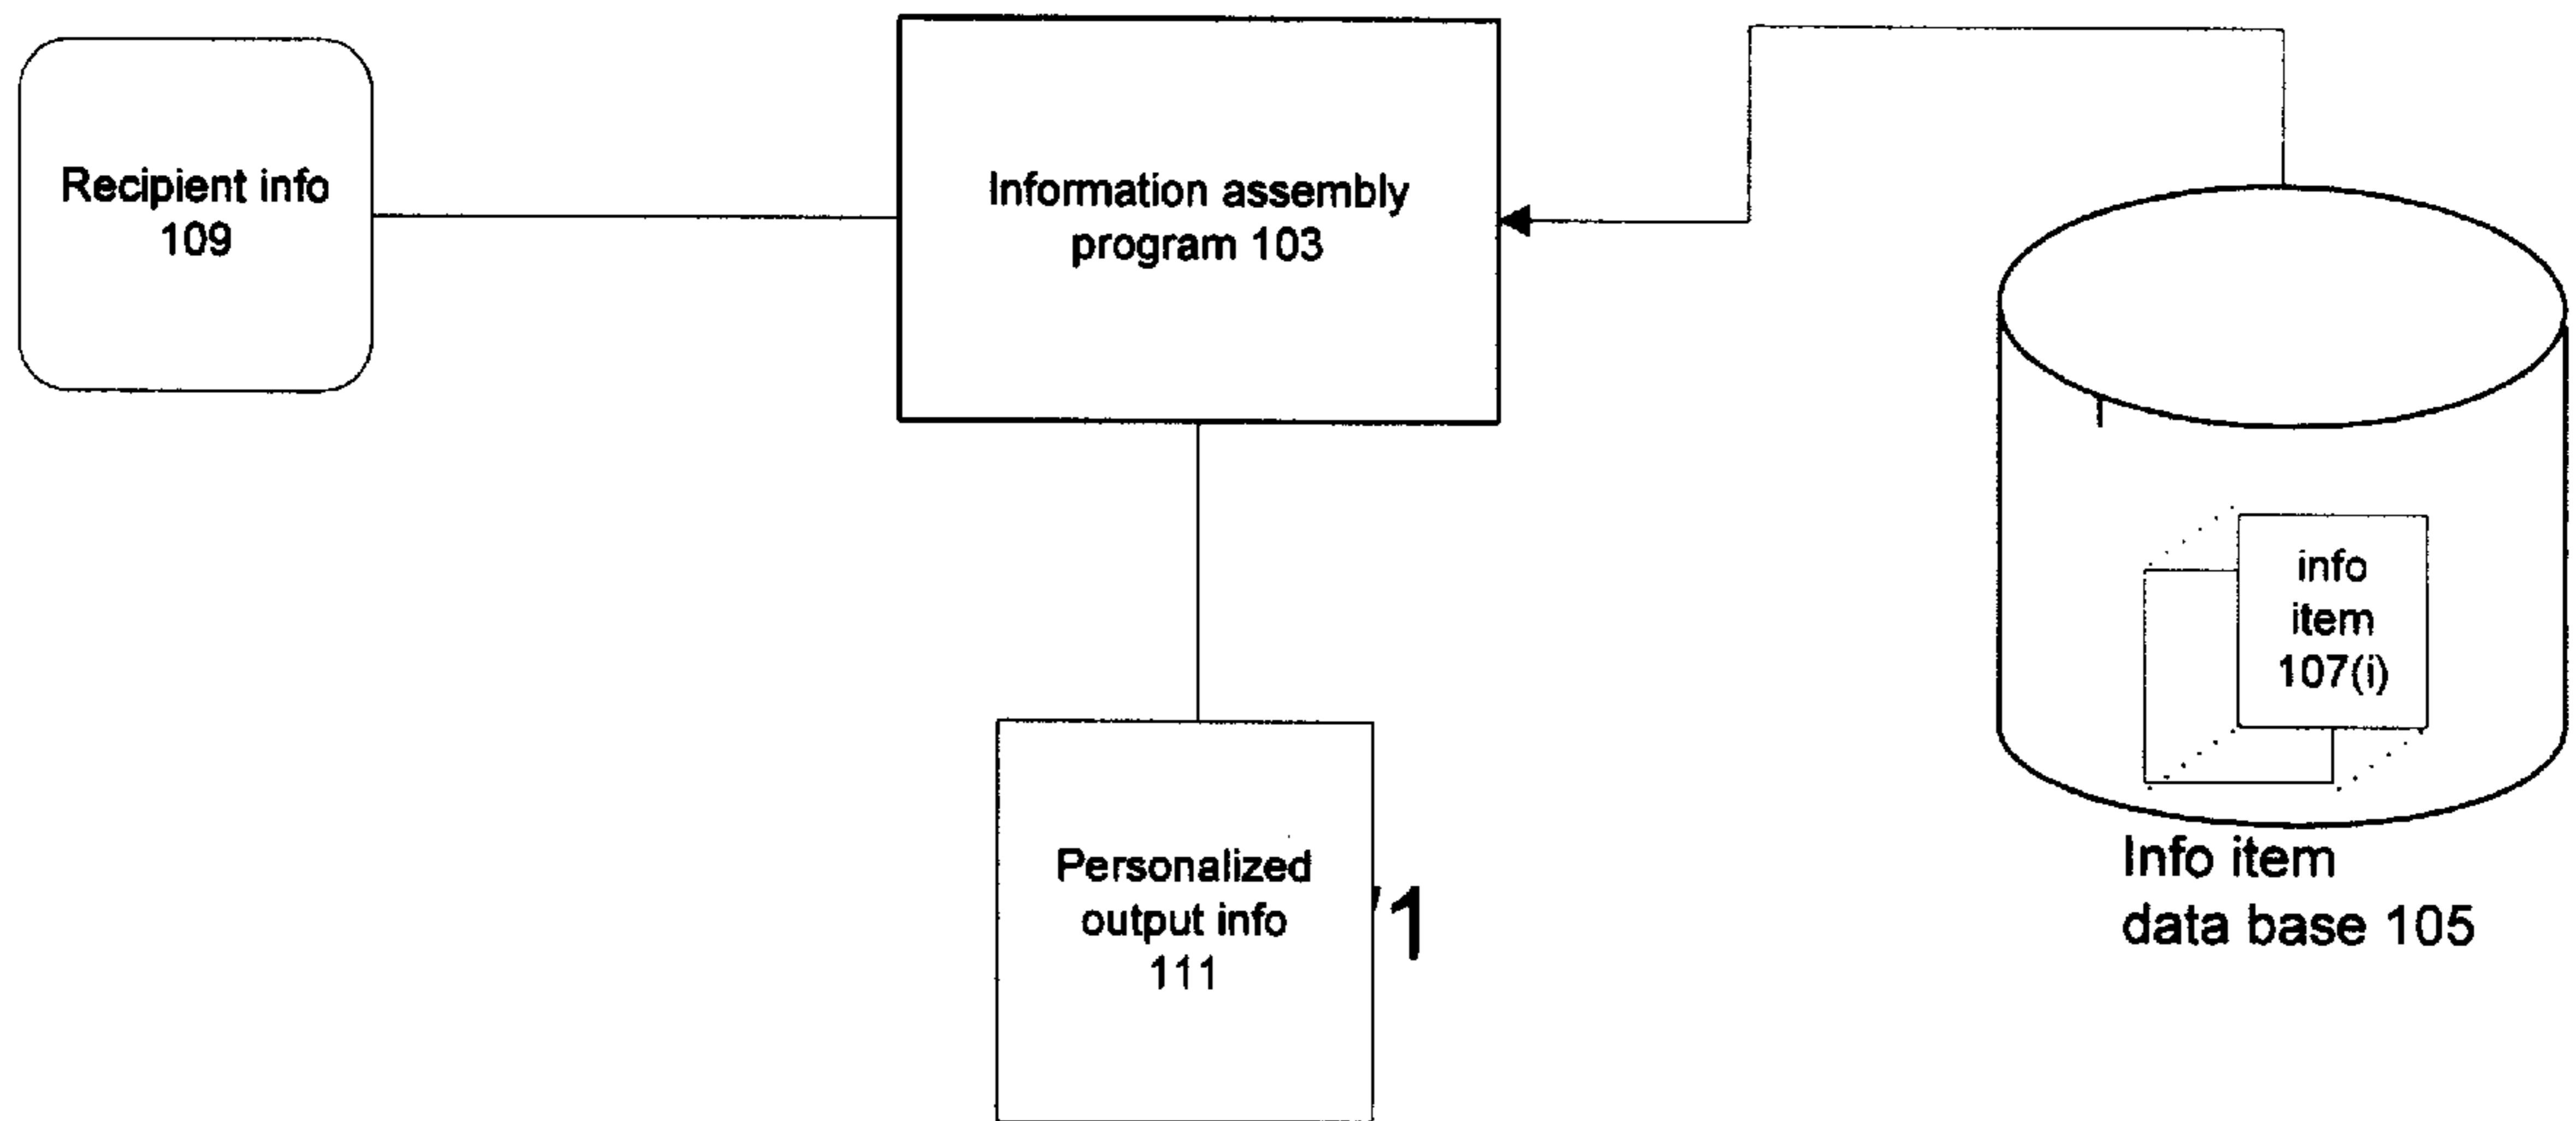 Recipient info
109
Information assembly
program 103
info
item
107(i)
Personalized
output info
111
1
Info item
data base 105